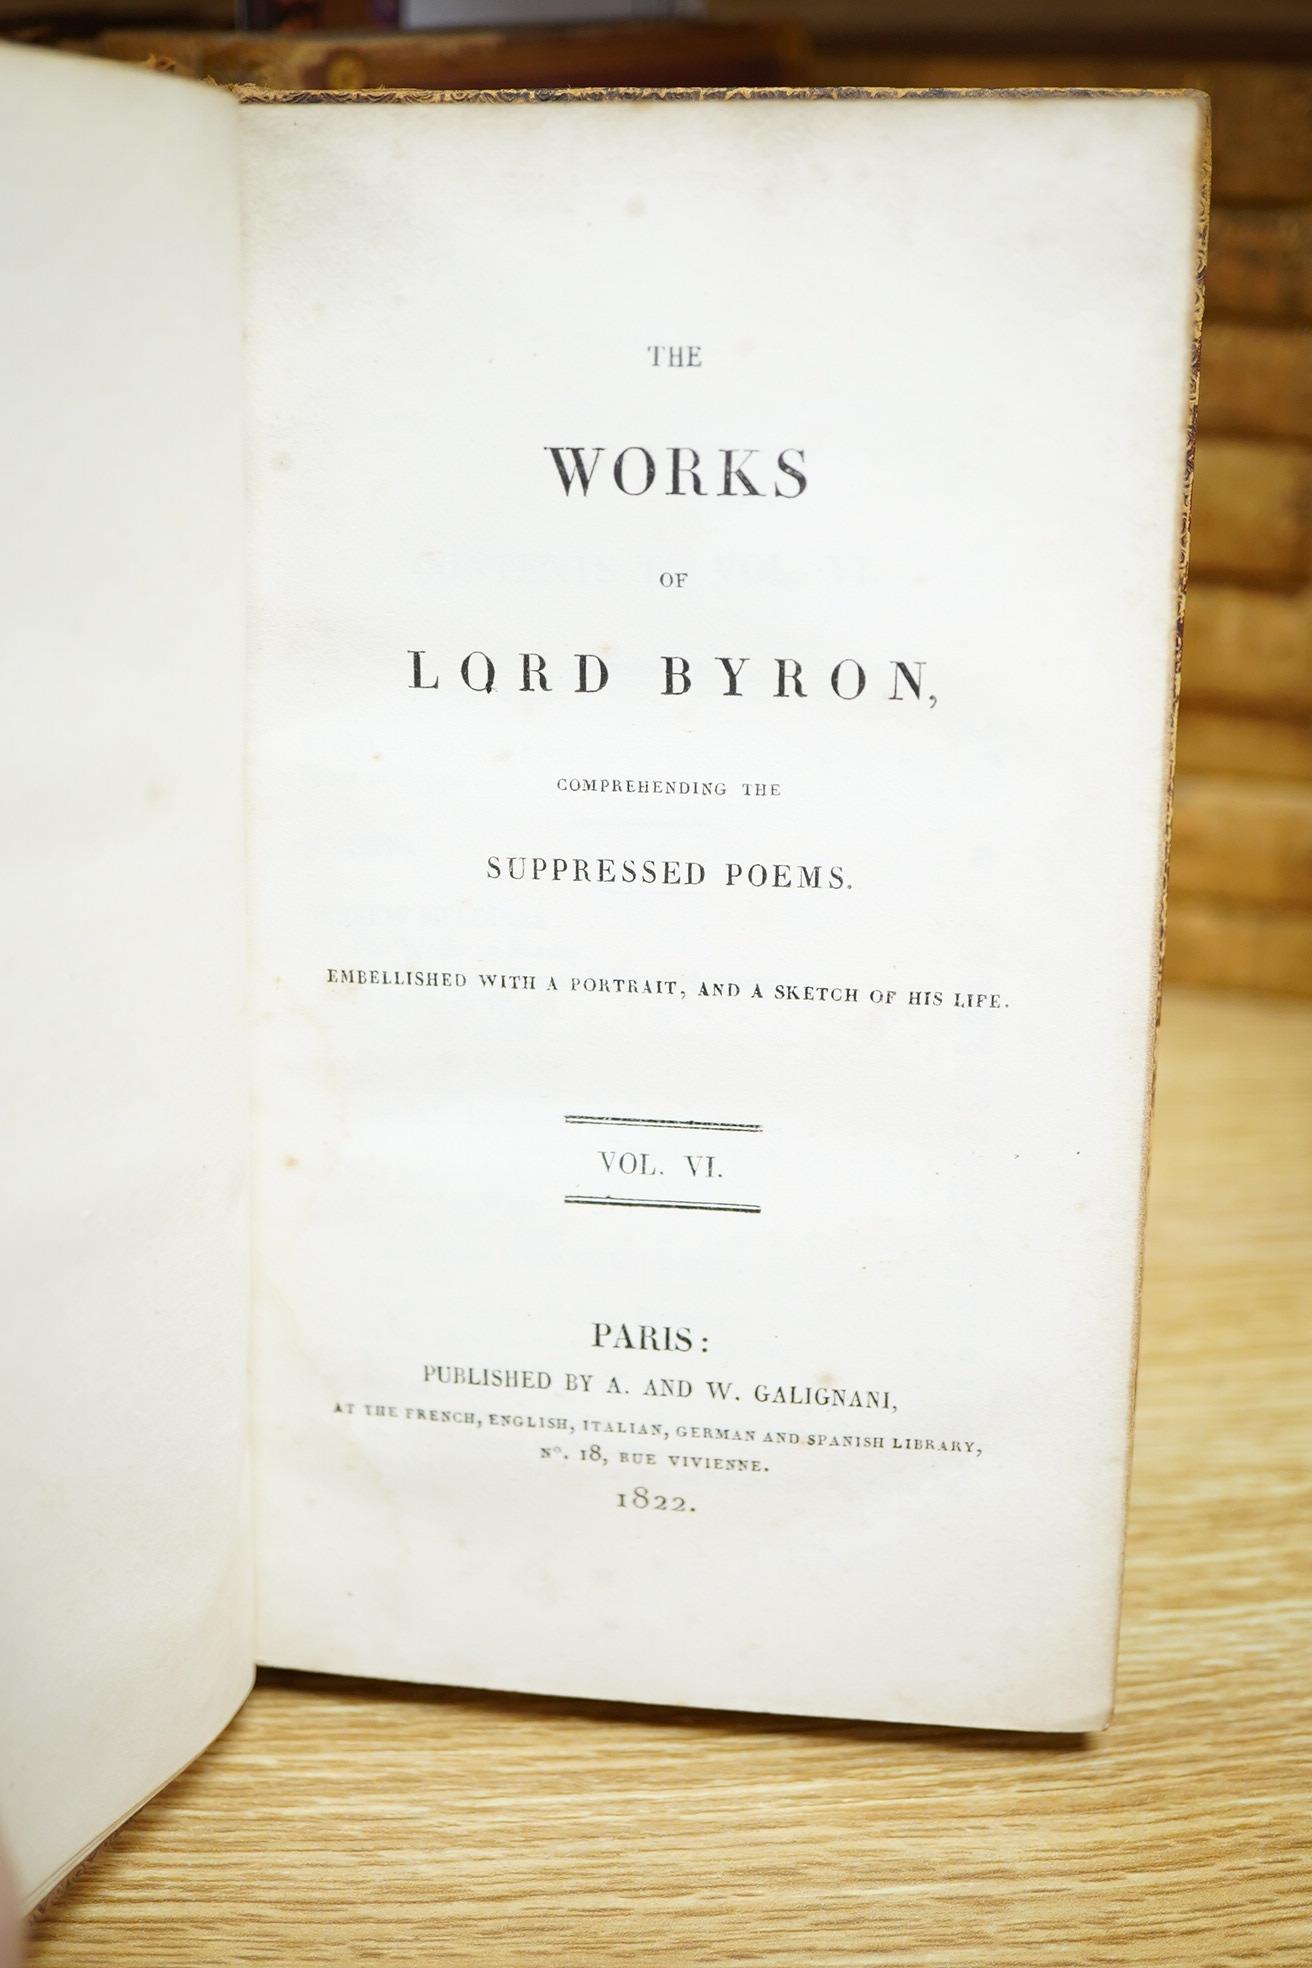 THE
WORKS
OF
LORD BYRON,
COMPREHENDING THE
SUPPRESSED POEMS.
EMBELLISHED WITH A PORTRAIT, AND A SKETCH OF HIS LIFE.
VOL. VI.
PARIS:
PUBLISHED BY A. AND W. GALIGNANI,
AT THE FRENCH, ENGLISH, ITALIAN, GERMAN AND SPANISH LIBRARY,
Nº. 18, RUE VIVIENNE.
1822.